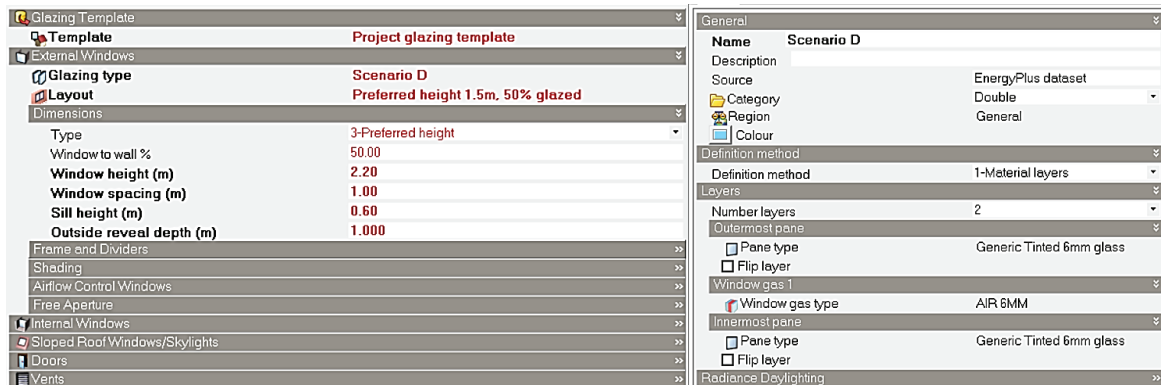 Glazing Template
Template Project glazing template
External Windows
Glazing type Scenario D
Layout Preferred height 1.5m, 50% glazed
Dimensions
Type 3-Preferred height
Window to wall % 50.00
Window height (m) 2.20
Window spacing (m) 1.00
Sill height (m) 0.60
Outside reveal depth (m) 1.000
Frame and Dividers
Shading
Airflow Control Windows
Free Aperture
Internal Windows
Sloped Roof Windows/Skylights
Doors
Vents
General
Name Scenario D
Description
Source EnergyPlus dataset
Category Double
Region General
Colour
Definition method
Definition method 1-Material layers
Layers
Number layers 2
Outermost pane
Pane type Generic Tinted 6mm glass
Flip layer
Window gas 1
Window gas type AIR 6MM
Innermost pane
Pane type Generic Tinted 6mm glass
Flip layer
Radiance Daylighting